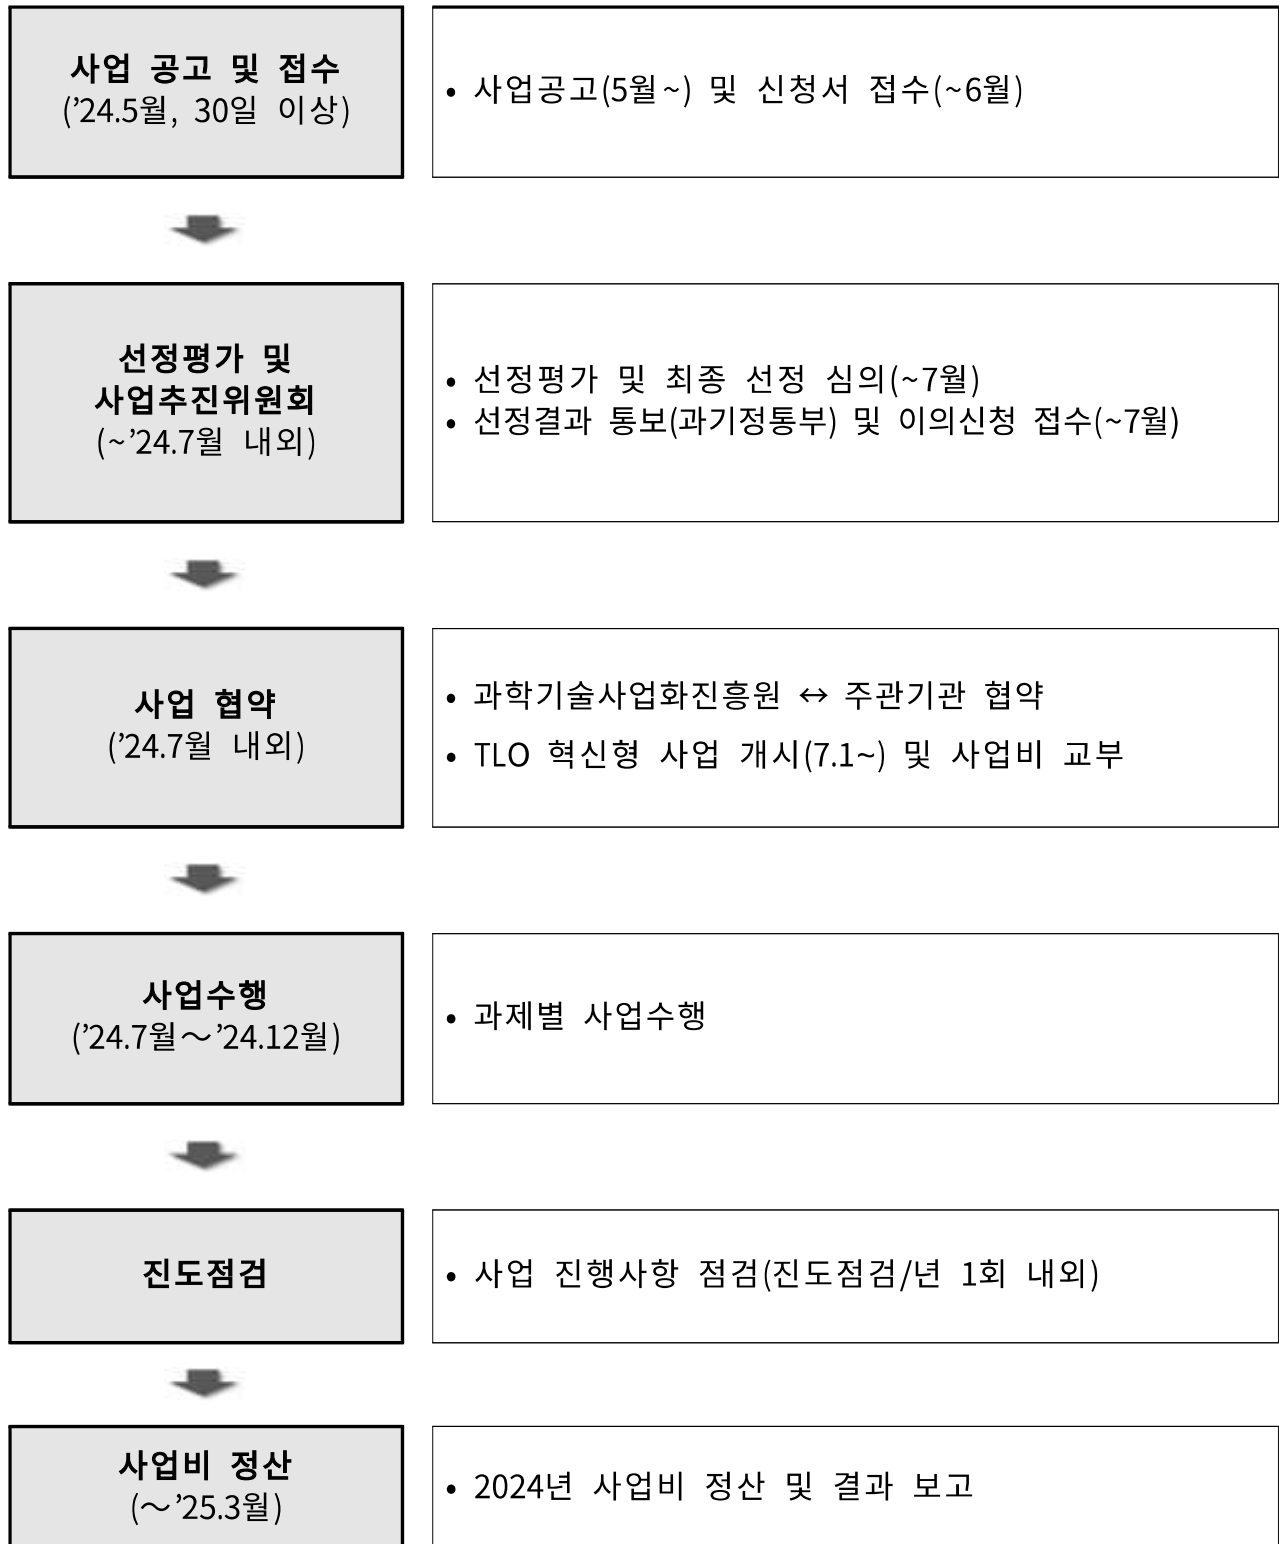 사업 공고 및 접수
(’24.5월, 30일 이상)
• 사업공고(5월~) 및 신청서 접수(~6월)
선정평가 및
사업추진위원회
(~’24.7월 내외)
• 선정평가 및 최종 선정 심의(~7월)
• 선정결과 통보(과기정통부) 및 이의신청 접수(~7월)
사업 협약
(’24.7월 내외)
• 과학기술사업화진흥원 ↔ 주관기관 협약
• TLO 혁신형 사업 개시(7.1~) 및 사업비 교부
사업수행
(’24.7월～’24.12월)
• 과제별 사업수행
진도점검
• 사업 진행사항 점검(진도점검/년 1회 내외)
사업비 정산
(～’25.3월)
• 2024년 사업비 정산 및 결과 보고